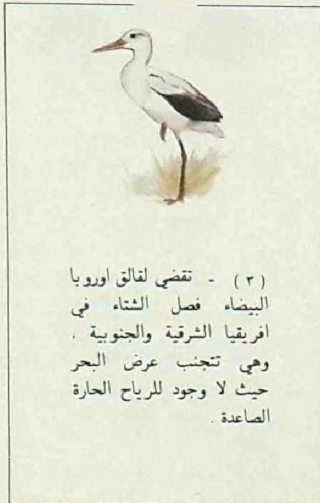 (٣) - تقضي لقالق اوروبا
البيضاء فصل الشتاء في
افريقيا الشرقية والجنوبية .
وهي تتجنب عرض البحر
حيث لا وجود للرياح الحارة
الصاعدة .